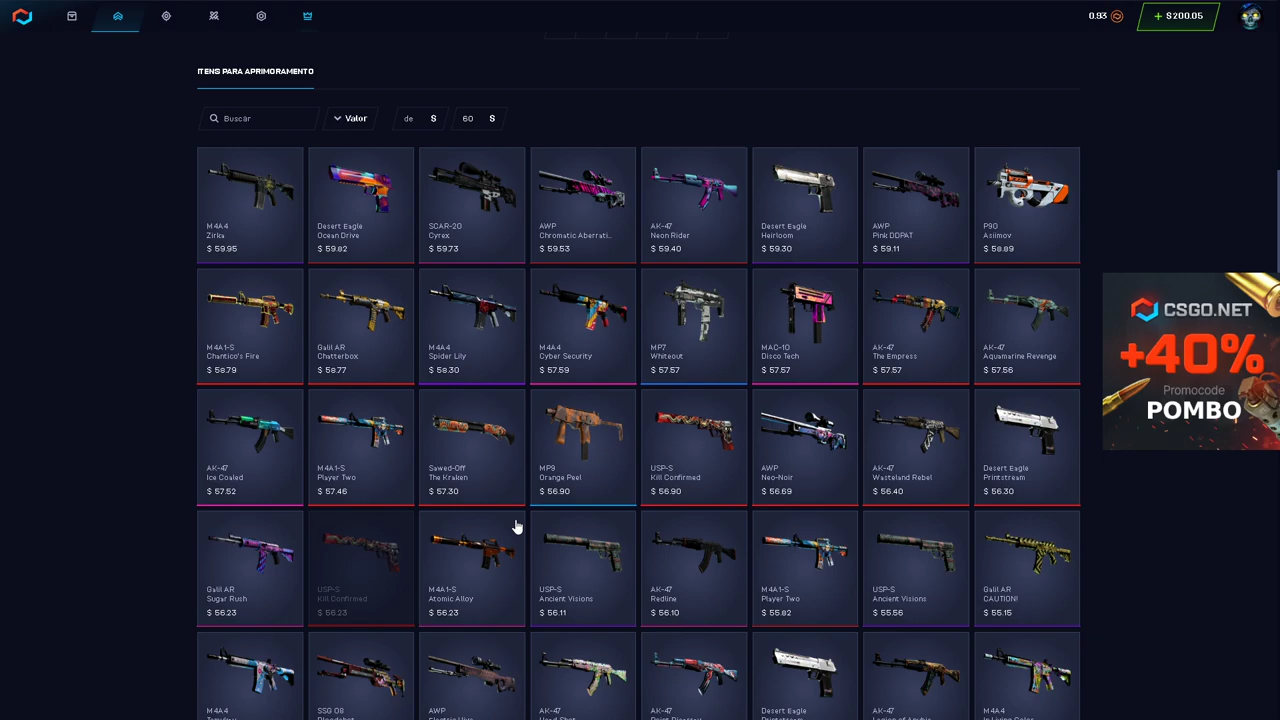 0.93
+ $200.05
ITENS PARA APRIMORAMENTO
Buscar
Valor
de $
60 $
M4A4
Zirka
$ 59.95
Desert Eagle
Ocean Drive
$ 59.82
SCAR-20
Cyrex
$ 59.73
AWP
Chromatic Aberrati...
$ 59.53
AK-47
Neon Rider
$ 59.40
Desert Eagle
Heirloom
$ 59.30
AWP
Pink DDPAT
$ 59.11
P90
Asiimov
$ 58.89
M4A1-S
Chantico's Fire
$ 58.79
Galil AR
Chatterbox
$ 58.77
M4A4
Spider Lily
$ 58.30
M4A4
Cyber Security
$ 57.59
MP7
Whiteout
$ 57.57
MAC-10
Disco Tech
$ 57.57
AK-47
The Empress
$ 57.57
AK-47
Aquamarine Revenge
$ 57.56
CSGO.NET
+40%
Promocode
POMBO
AK-47
Ice Coaled
$ 57.52
M4A1-S
Player Two
$ 57.46
Sawed-Off
The Kraken
$ 57.30
MP9
Orange Peel
$ 56.90
USP-S
Kill Confirmed
$ 56.90
AWP
Neo-Noir
$ 56.69
AK-47
Wasteland Rebel
$ 56.40
Desert Eagle
Printstream
$ 56.30
Galil AR
Sugar Rush
$ 56.23
USP-S
Kill Confirmed
$ 56.23
M4A1-S
Atomic Alloy
$ 56.23
USP-S
Ancient Visions
$ 56.11
AK-47
Redline
$ 56.10
M4A1-S
Player Two
$ 55.82
USP-S
Ancient Visions
$ 55.56
Galil AR
CAUTION!
$ 55.15
M4A4
SSG 08
AWP
AK-47
AK-47
Desert Eagle
AK-47
M4A4